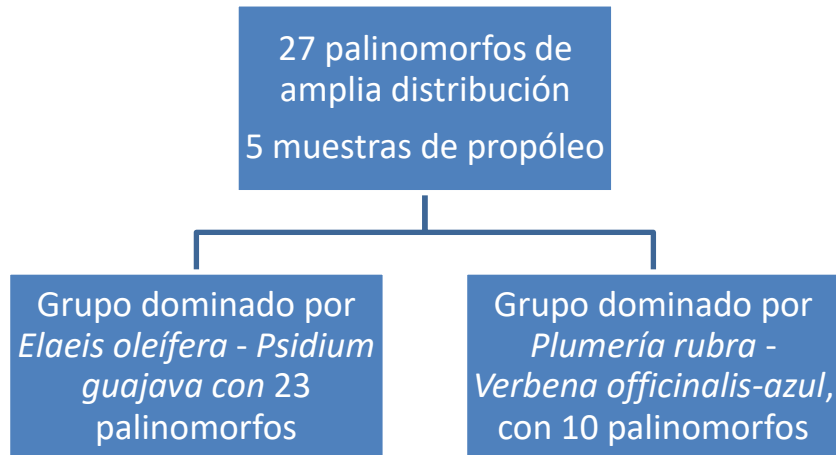 27 palinomorfos de
amplia distribución
5 muestras de propóleo
Grupo dominado por
Elaeis oleífera - Psidium
guajava con 23
palinomorfos
Grupo dominado por
Plumería rubra -
Verbena officinalis-azul,
con 10 palinomorfos